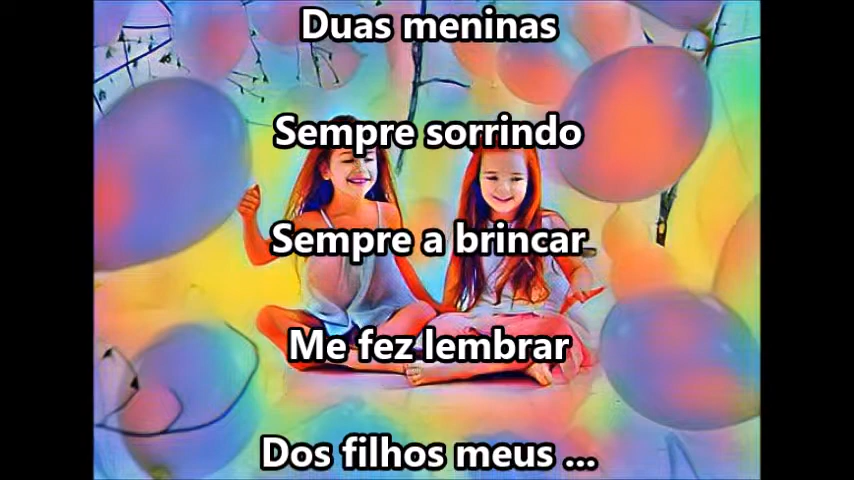 Duas meninas
Sempre sorrindo
Sempre a brincar
Me fez lembrar
Dos filhos meus ...